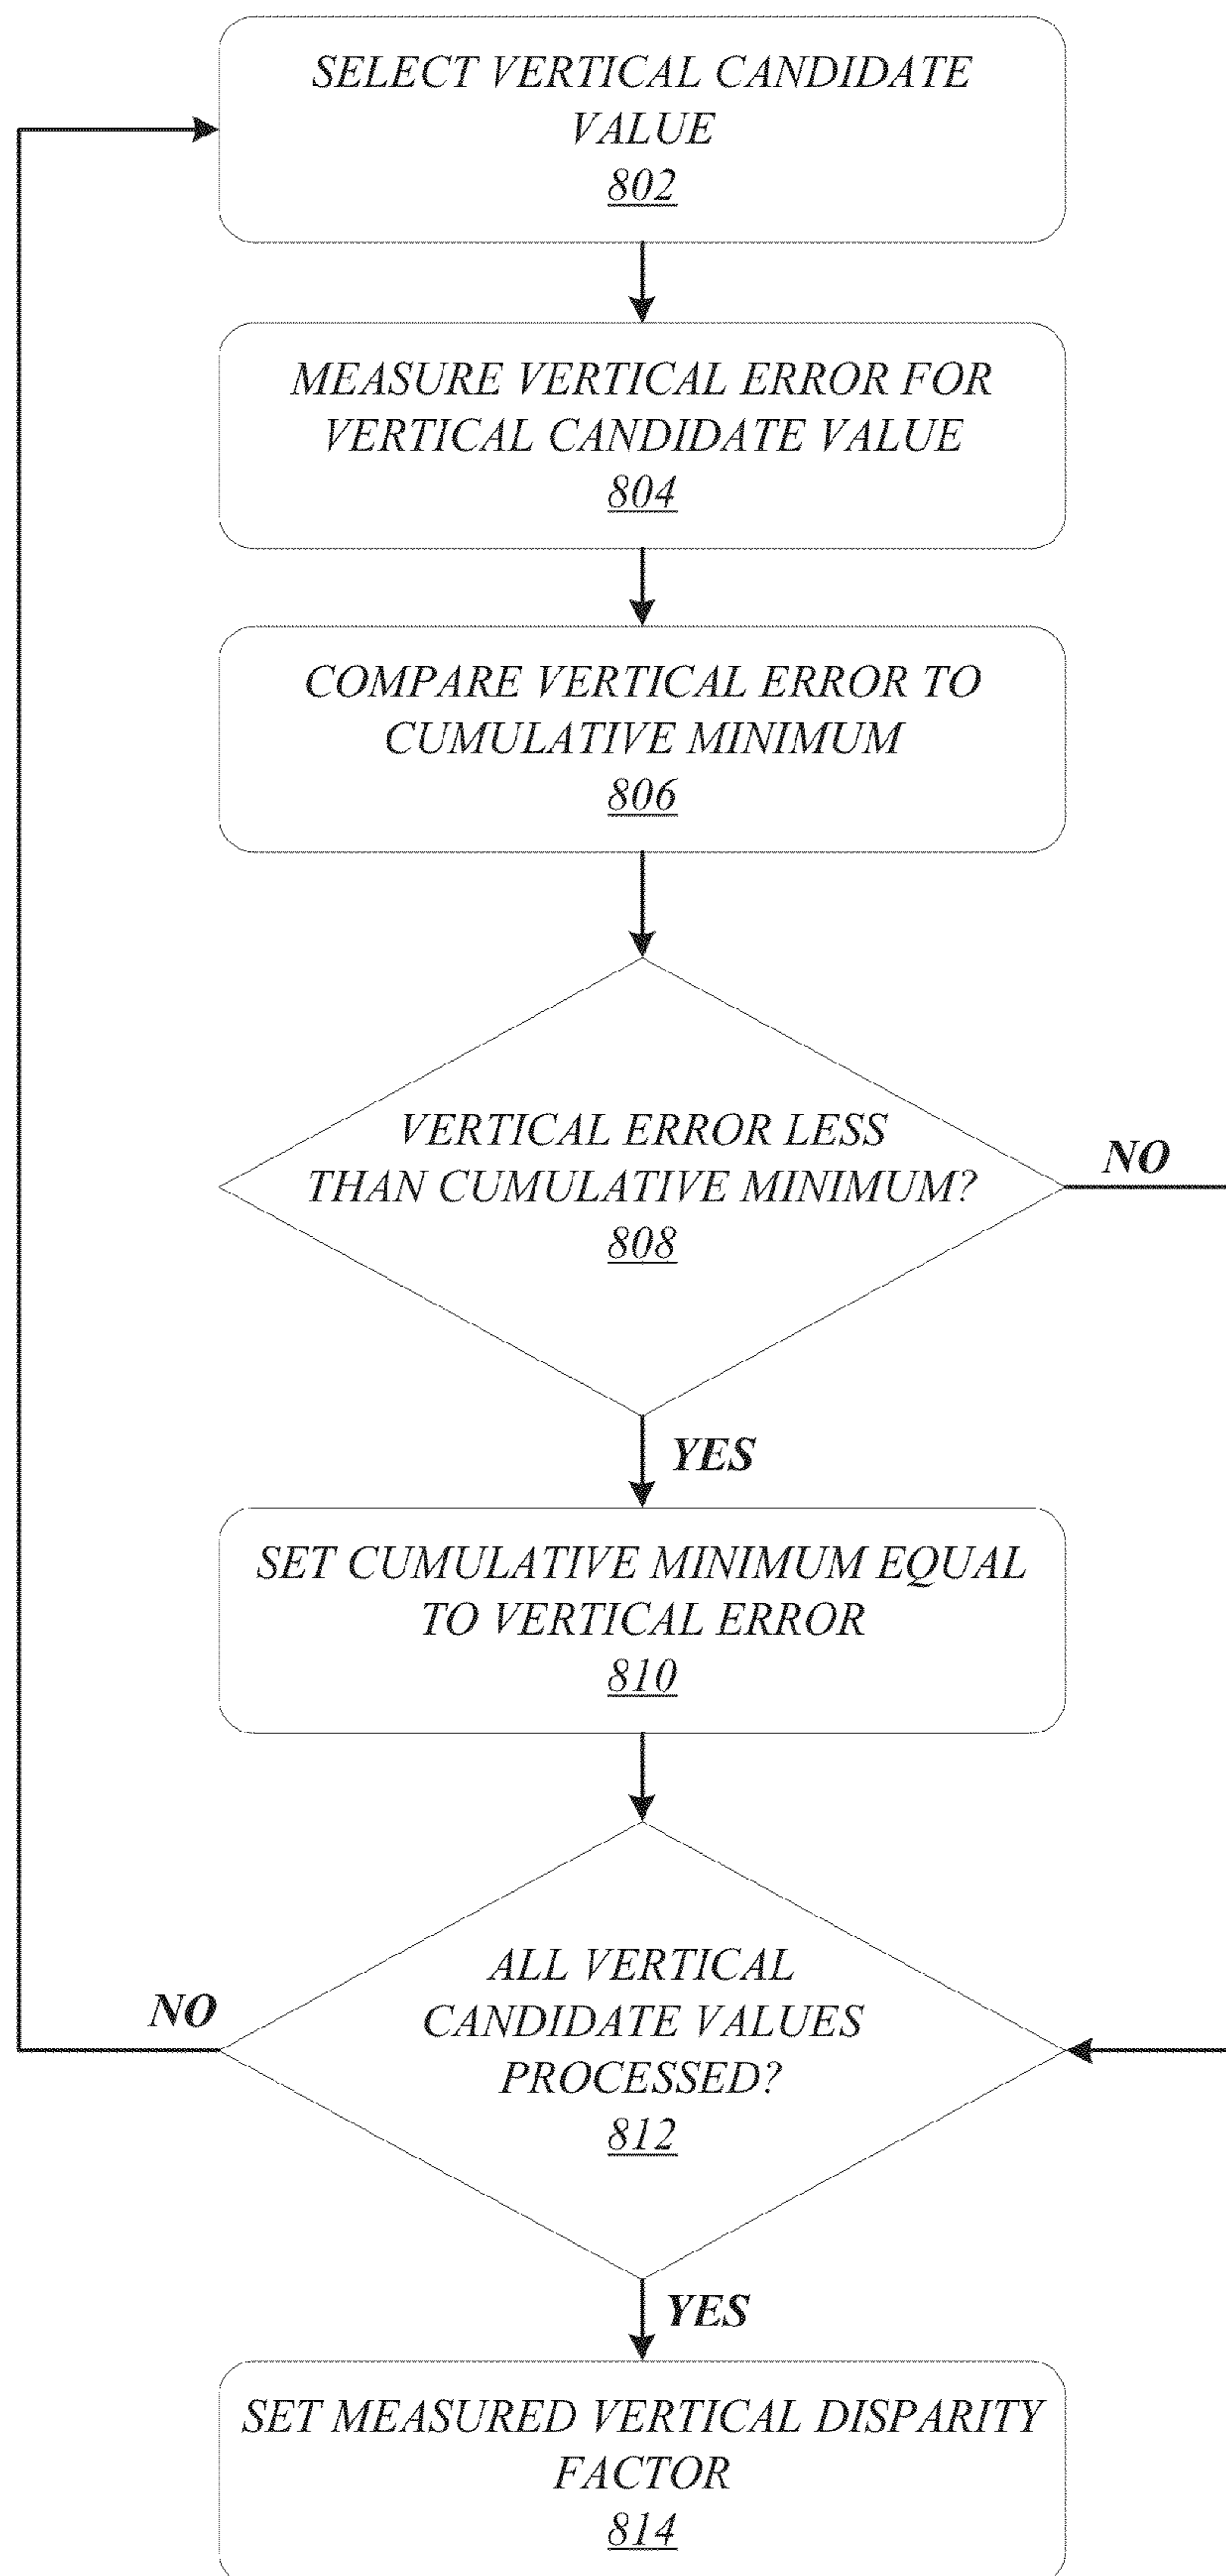 SELECT VERTICAL CANDIDATE
VALUE
802
MEASURE VERTICAL ERROR FOR
VERTICAL CANDIDATE VALUE
804
COMPARE VERTICAL ERROR TO
CUMULATIVE MINIMUM
806
VERTICAL ERROR LESS
THAN CUMULATIVE MINIMUM?
808
NO
YES
SET CUMULATIVE MINIMUM EQUAL
TO VERTICAL ERROR
810
ALL VERTICAL
CANDIDATE VALUES
PROCESSED?
812
NO
YES
SET MEASURED VERTICAL DISPARITY
FACTOR
814